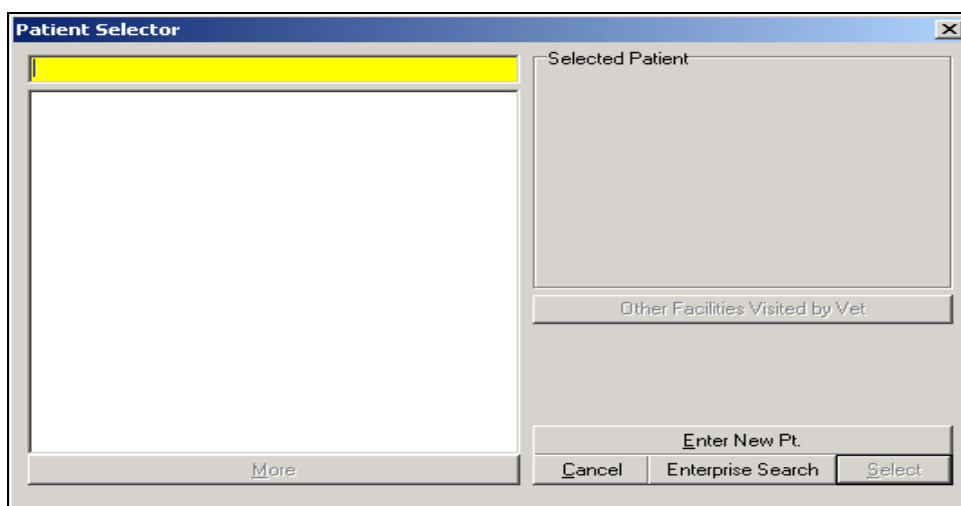 Patient Selector
Selected Patient
Other Facilities Visited by Vet
Enter New Pt.
More
Cancel
Enterprise Search
Select